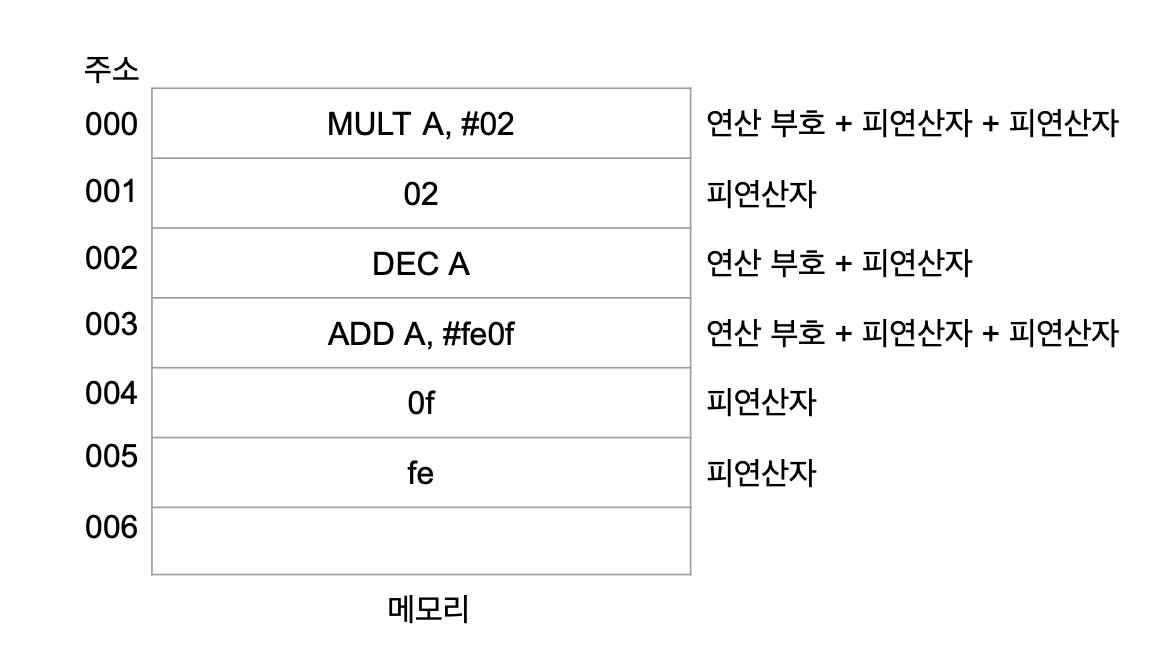 주소
000 MULT A, #02 연산 부호 + 피연산자 + 피연산자
001 02 피연산자
002 DEC A 연산 부호 + 피연산자
003 ADD A, #fe0f 연산 부호 + 피연산자 + 피연산자
004 0f 피연산자
005 fe 피연산자
006
메모리